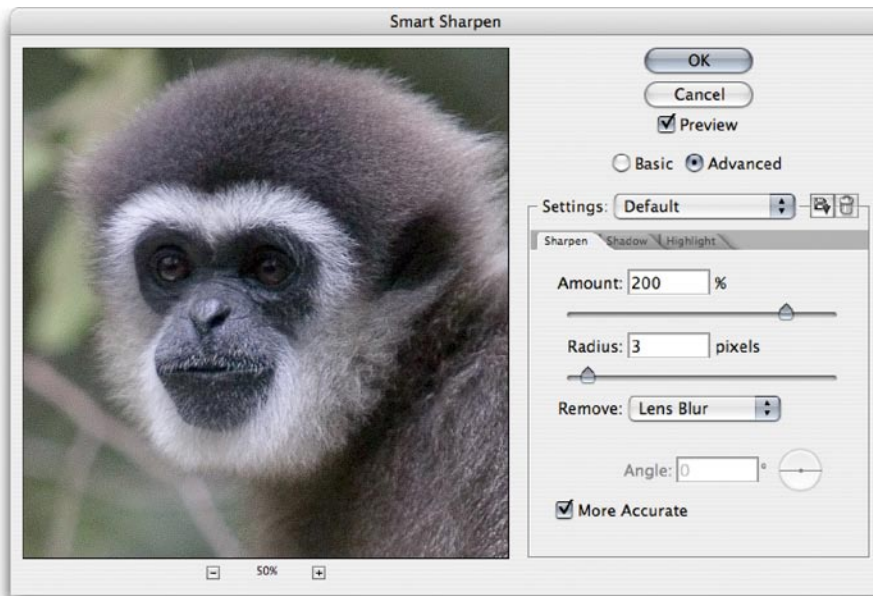 Smart Sharpen
OK
Cancel
Preview
Basic Advanced
Settings: Default
Sharpen Shadow Highlight
Amount: 200 %
Radius: 3 pixels
Remove: Lens Blur
Angle: 0 °
More Accurate
50%